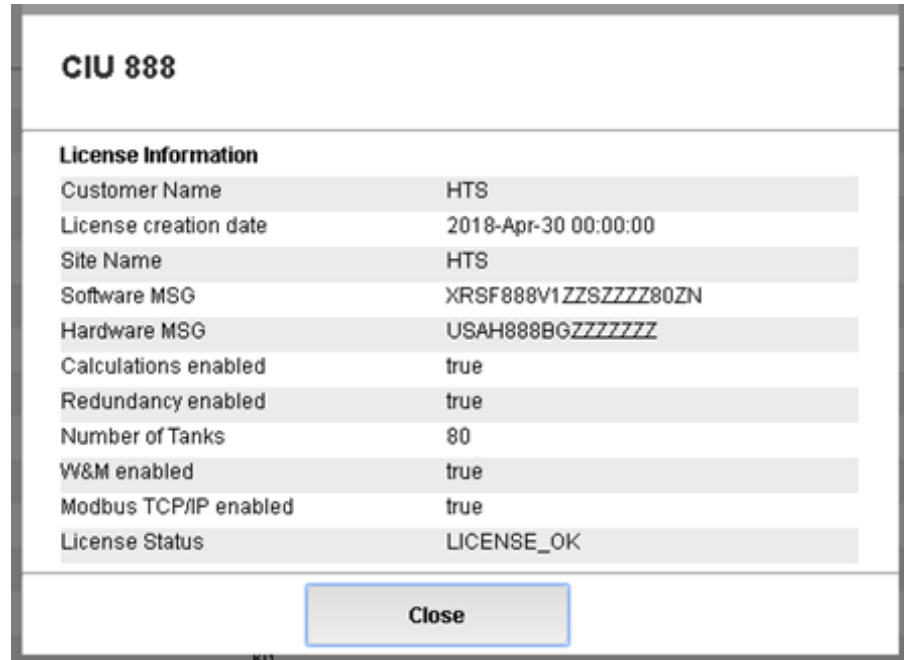 CIU 888
License Information
Customer Name HTS
License creation date 2018-Apr-30 00:00:00
Site Name HTS
Software MSG XRSF888V1ZZSZZZZ80ZN
Hardware MSG USAH888BGZZZZZZZ
Calculations enabled true
Redundancy enabled true
Number of Tanks 80
W&M enabled true
Modbus TCP/IP enabled true
License Status LICENSE_OK
Close